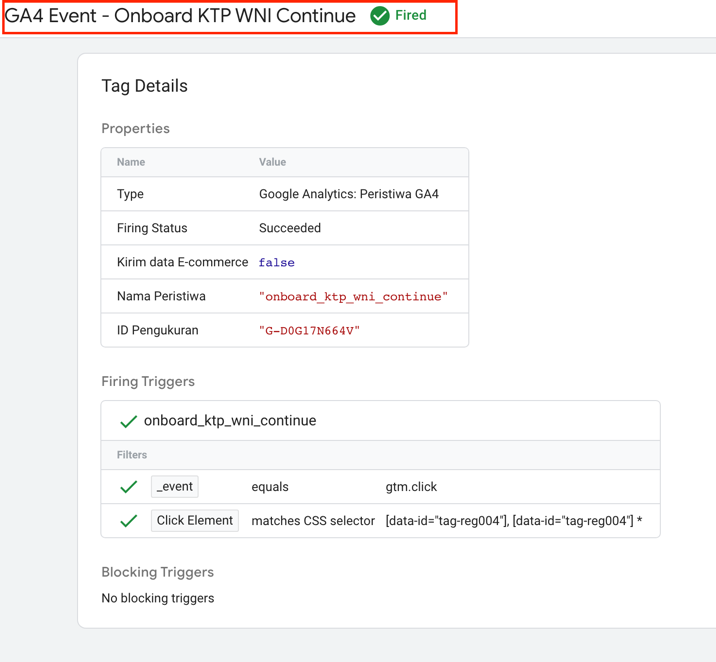 GA4 Event - Onboard KTP WNI Continue Fired
Tag Details
Properties
Name Value
Type Google Analytics: Peristiwa GA4
Firing Status Succeeded
Kirim data E-commerce false
Nama Peristiwa "onboard_ktp_wni_continue"
ID Pengukuran "G-D0G17N664V"
Firing Triggers
onboard_ktp_wni_continue
Filters
_event equals gtm.click
Click Element matches CSS selector [data-id="tag-reg004"], [data-id="tag-reg004"] *
Blocking Triggers
No blocking triggers